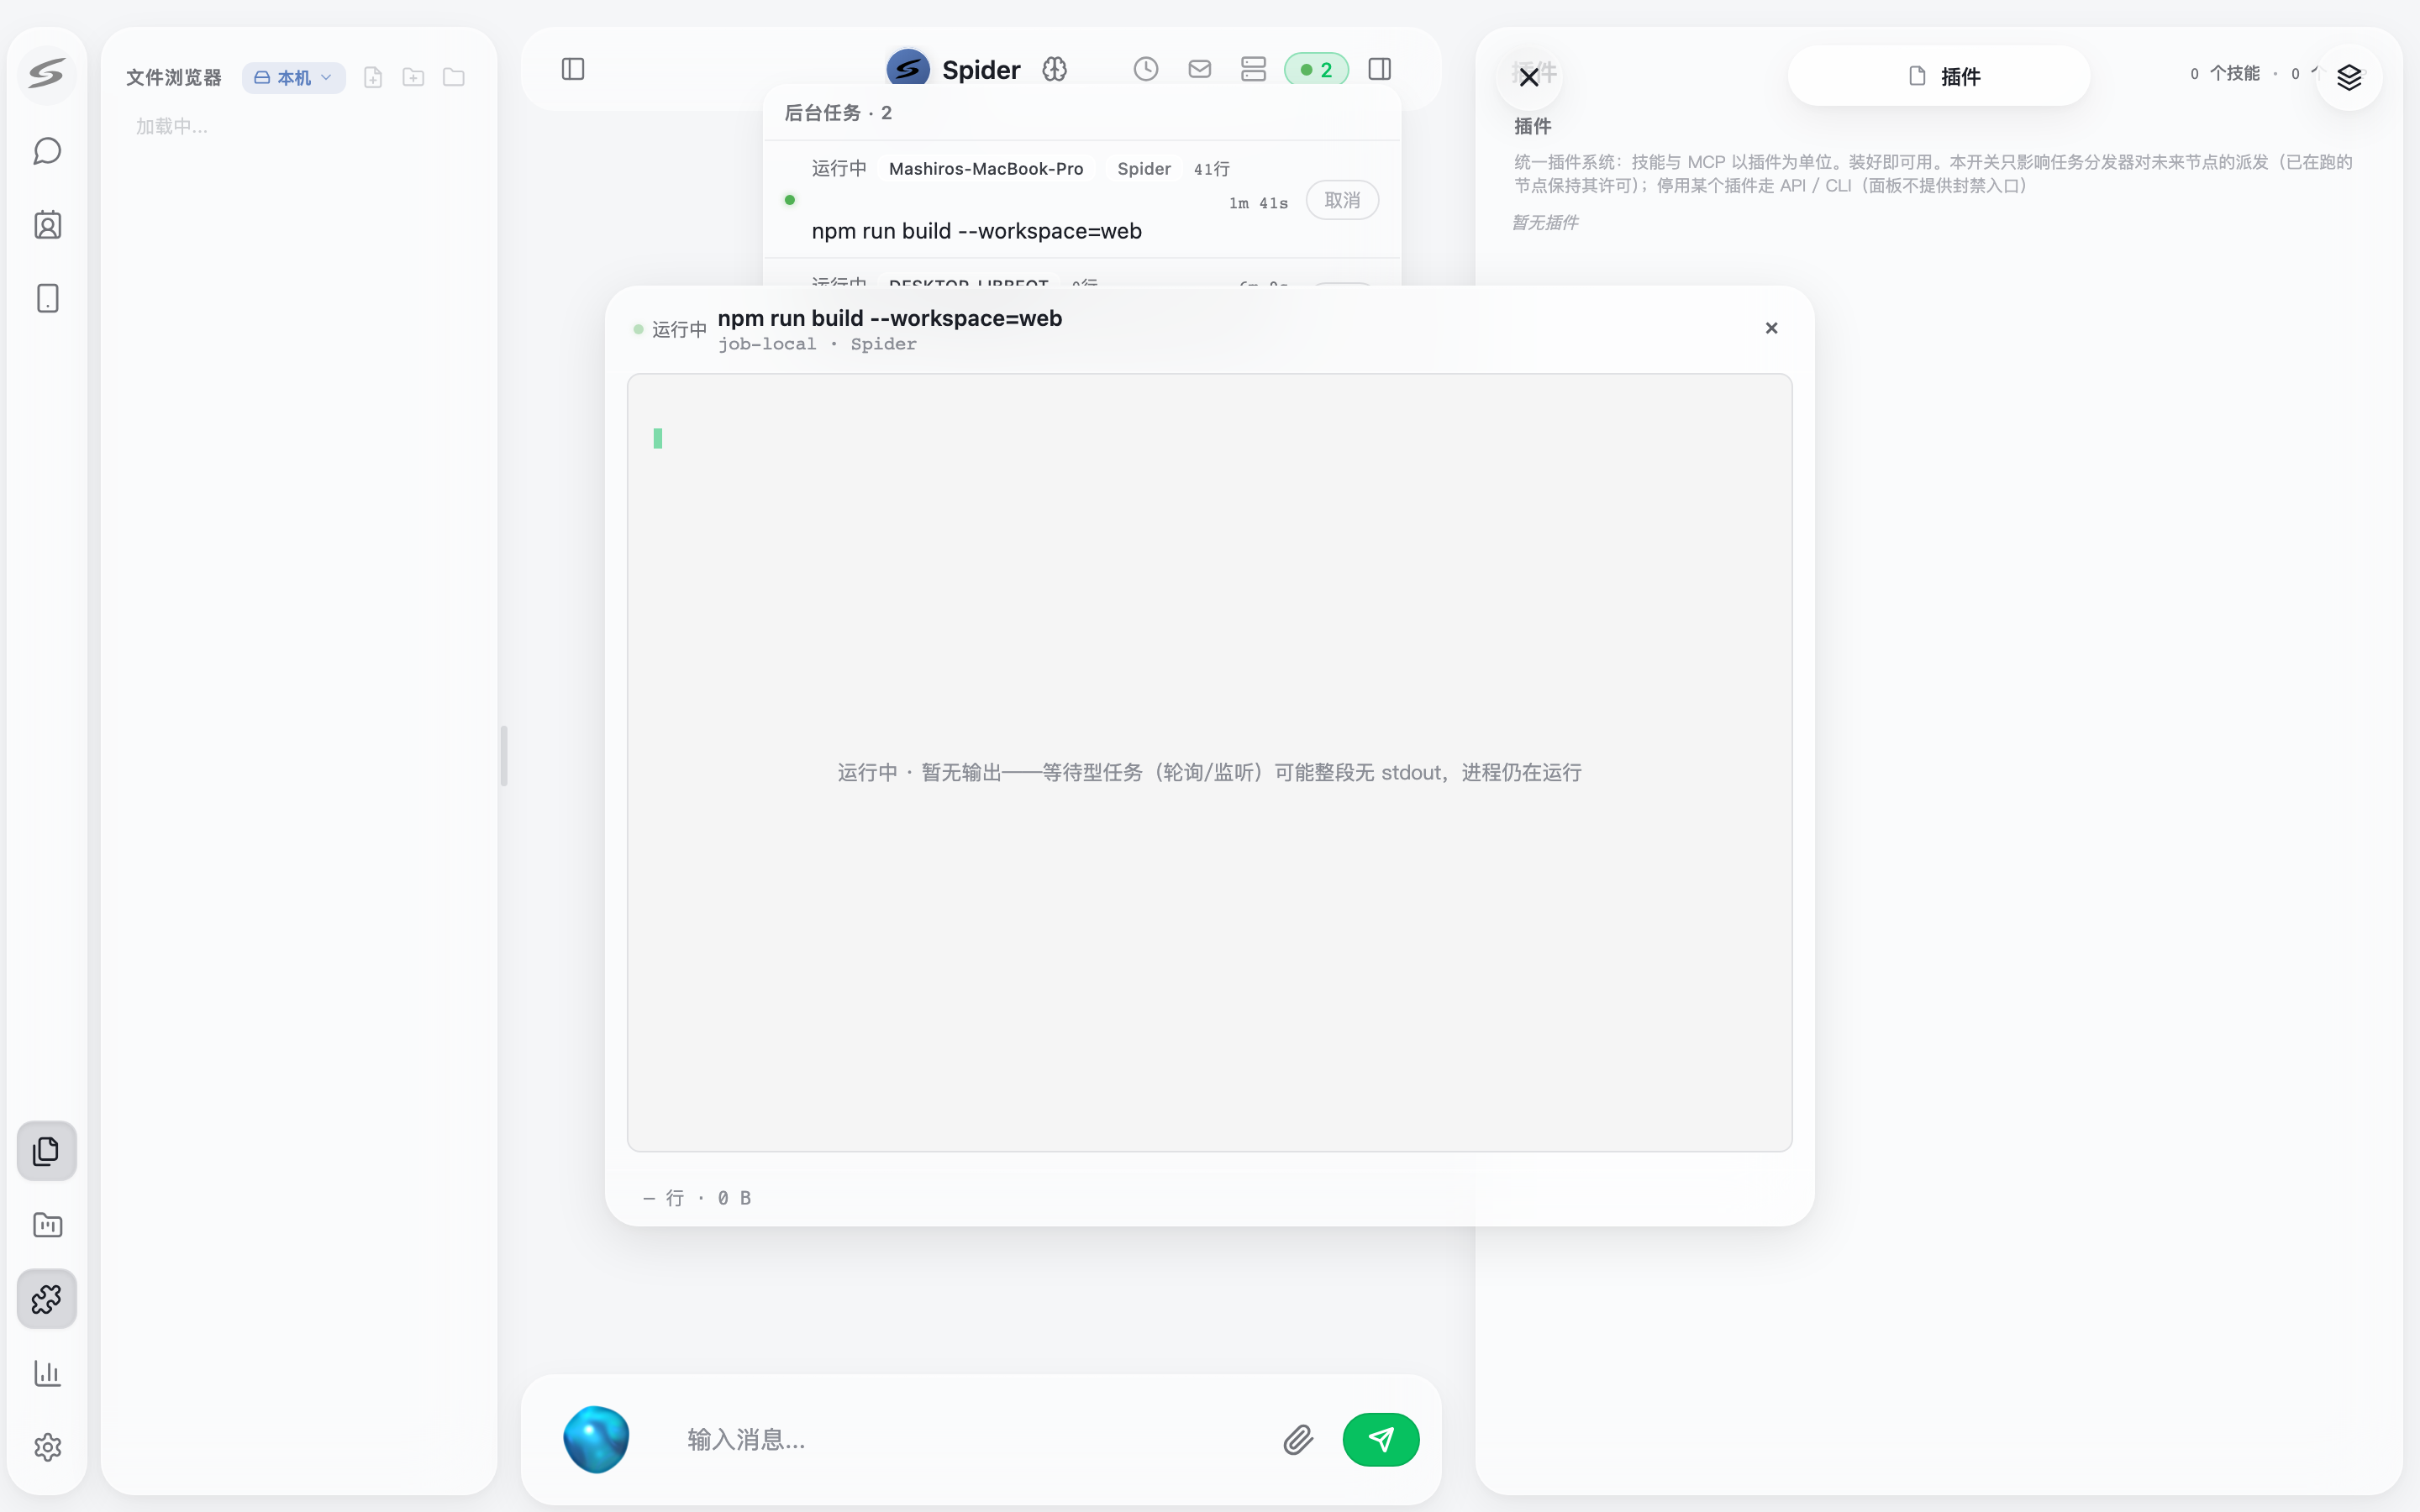 文件浏览器 本机
加载中...
Spider 2
后台任务 · 2
运行中 Mashiros-MacBook-Pro Spider 41行
1m 41s 取消
npm run build --workspace=web
运行中
运行中 npm run build --workspace=web
job-local · Spider
运行中 · 暂无输出——等待型任务（轮询/监听）可能整段无 stdout，进程仍在运行
— 行 · 0 B
输入消息...
插件
插件
0 个技能 · 0 个
插件
统一插件系统：技能与 MCP 以插件为单位。装好即可用。本开关只影响任务分发器对未来节点的派发（已在跑的
节点保持其许可）；停用某个插件走 API / CLI（面板不提供封禁入口）
暂无插件